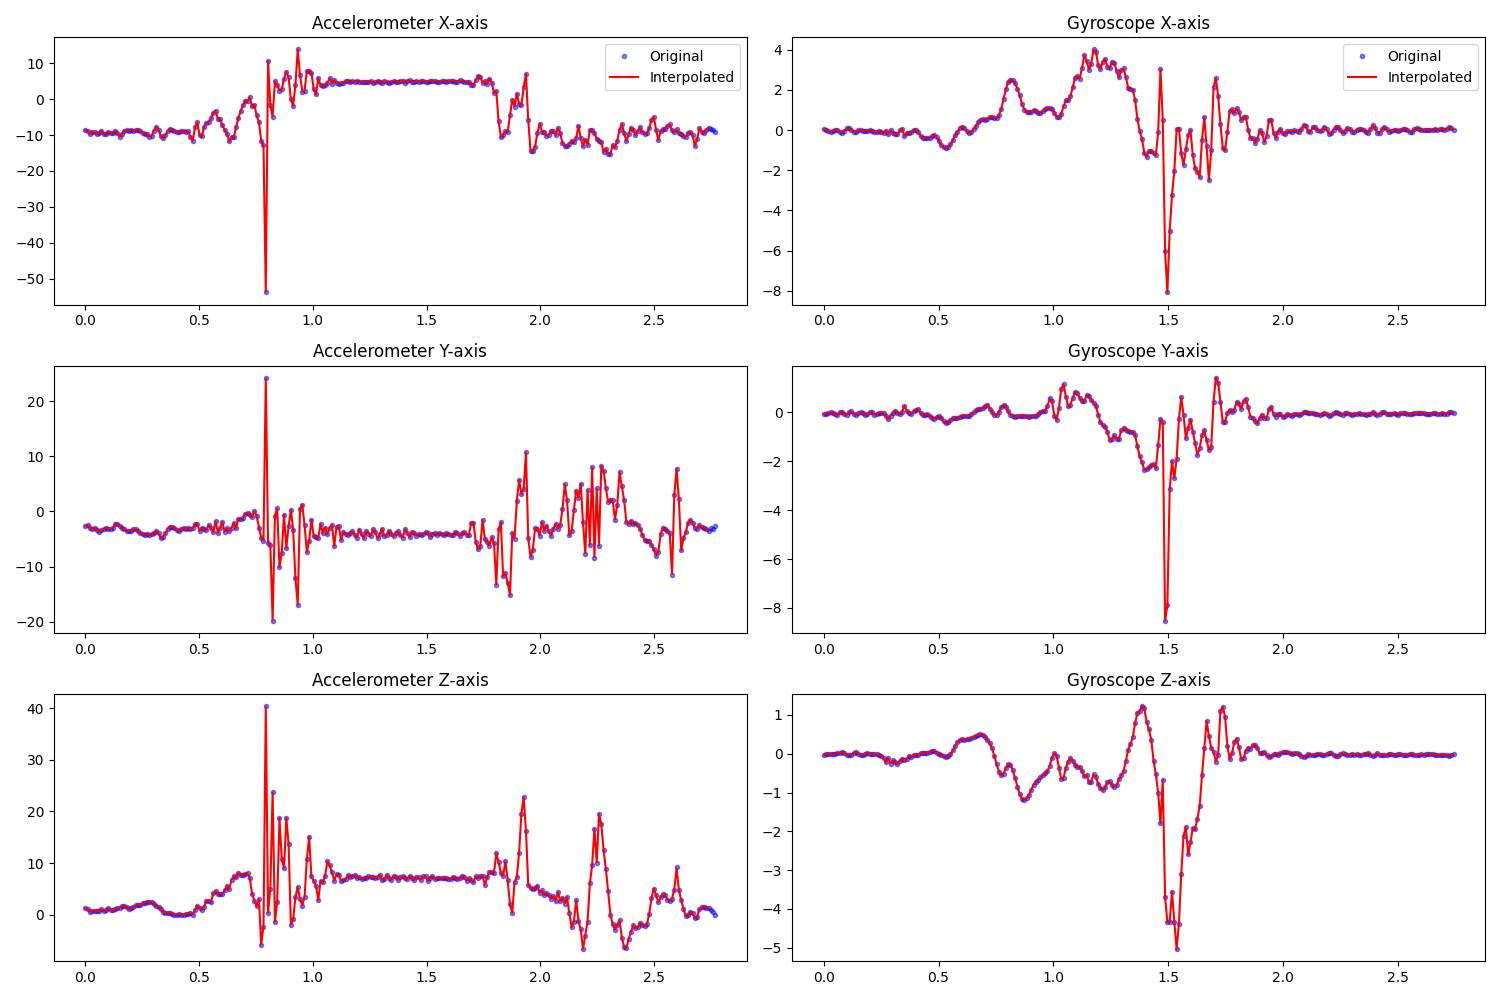 Accelerometer X-axis
Original
Interpolated
10
0
−10
−20
−30
−40
−50
0.0 0.5 1.0 1.5 2.0 2.5
Gyroscope X-axis
Original
Interpolated
4
2
0
−2
−4
−6
−8
0.0 0.5 1.0 1.5 2.0 2.5
Accelerometer Y-axis
20
10
0
−10
−20
0.0 0.5 1.0 1.5 2.0 2.5
Gyroscope Y-axis
0
−2
−4
−6
−8
0.0 0.5 1.0 1.5 2.0 2.5
Accelerometer Z-axis
40
30
20
10
0
0.0 0.5 1.0 1.5 2.0 2.5
Gyroscope Z-axis
1
0
−1
−2
−3
−4
−5
0.0 0.5 1.0 1.5 2.0 2.5